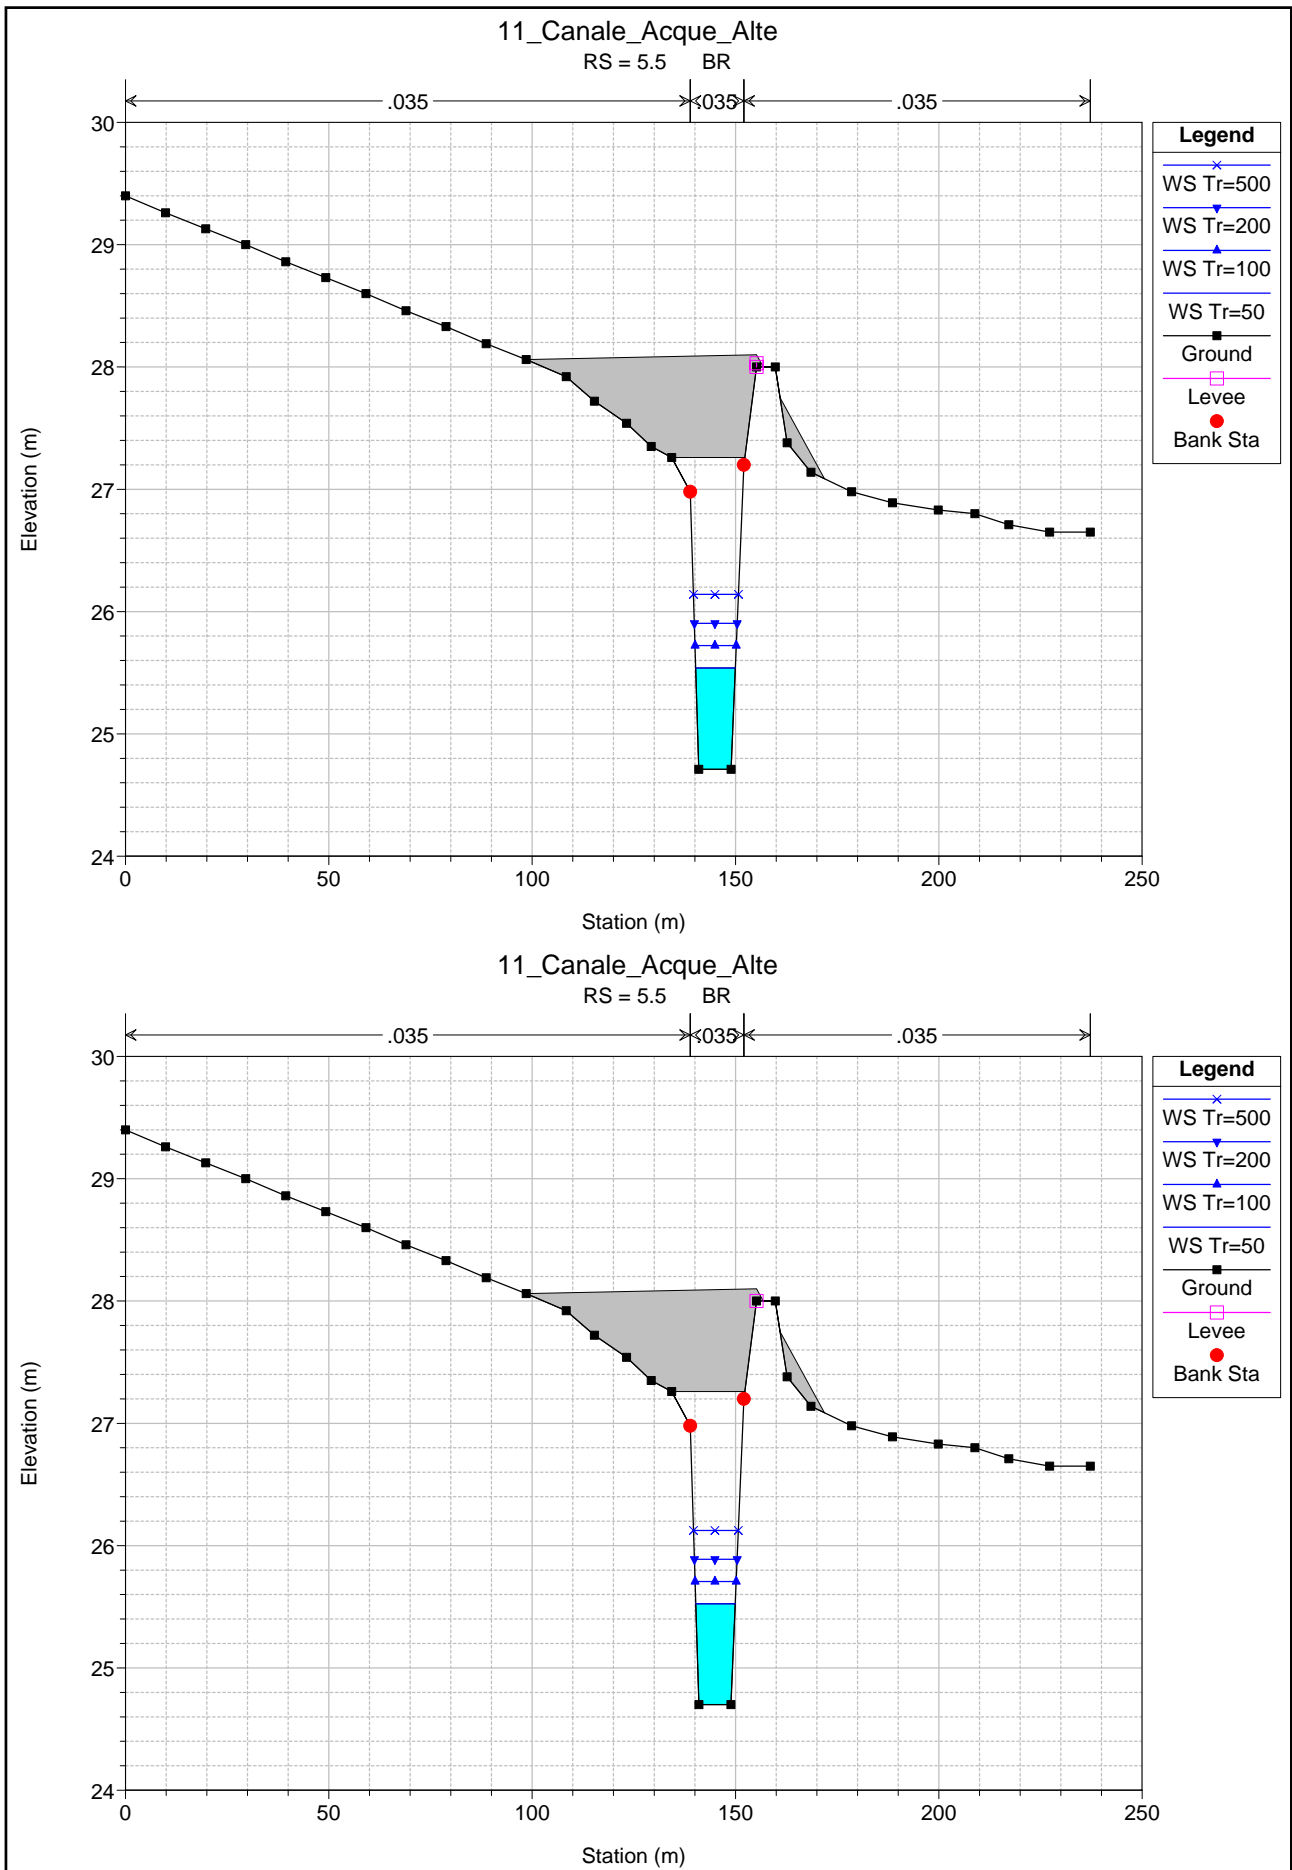 11_Canale_Acque_Alte
RS = 5.5 BR
.035 .035 .035
30
29
28
27
26
25
24
Elevation (m)
0 50 100 150 200 250
Station (m)
Legend
WS Tr=500
WS Tr=200
WS Tr=100
WS Tr=50
Ground
Levee
Bank Sta
11_Canale_Acque_Alte
RS = 5.5 BR
.035 .035 .035
30
29
28
27
26
25
24
Elevation (m)
0 50 100 150 200 250
Station (m)
Legend
WS Tr=500
WS Tr=200
WS Tr=100
WS Tr=50
Ground
Levee
Bank Sta